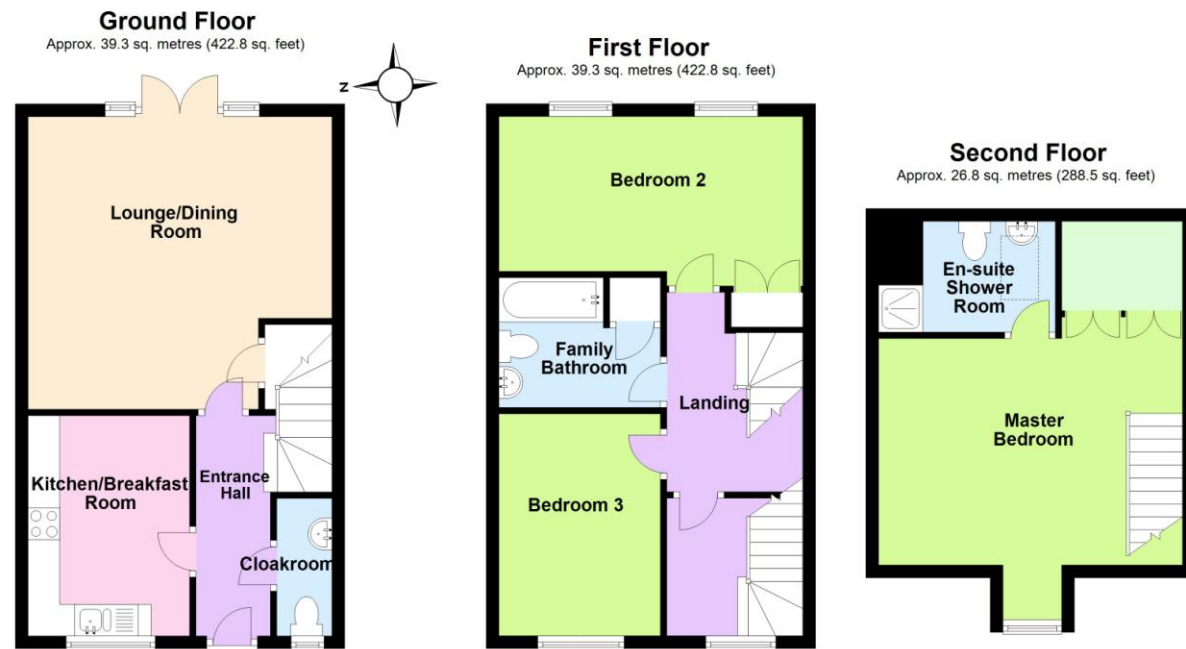 Ground Floor
Approx. 39.3 sq. metres (422.8 sq. feet)
Lounge/Dining
Room
Kitchen/Breakfast
Room
Entrance
Hall
Cloakroom
N
First Floor
Approx. 39.3 sq. metres (422.8 sq. feet)
Bedroom 2
Family
Bathroom
Landing
Bedroom 3
Second Floor
Approx. 26.8 sq. metres (288.5 sq. feet)
En-suite
Shower
Room
Master
Bedroom